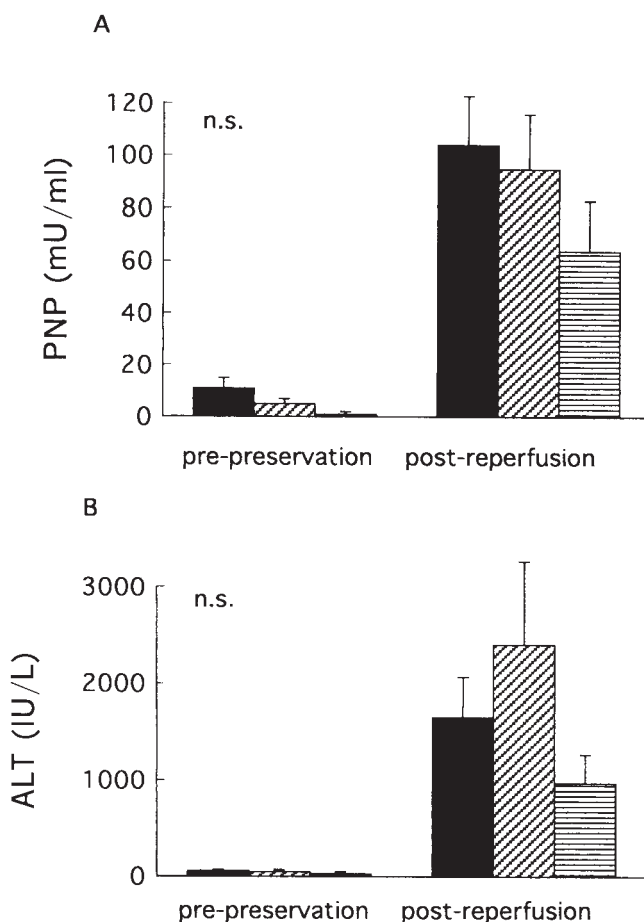 A
PNP (mU/ml)
120
100
80
60
40
20
0
n.s.
pre-preservation post-reperfusion
B
ALT (IU/L)
3000
2000
1000
0
n.s.
pre-preservation post-reperfusion